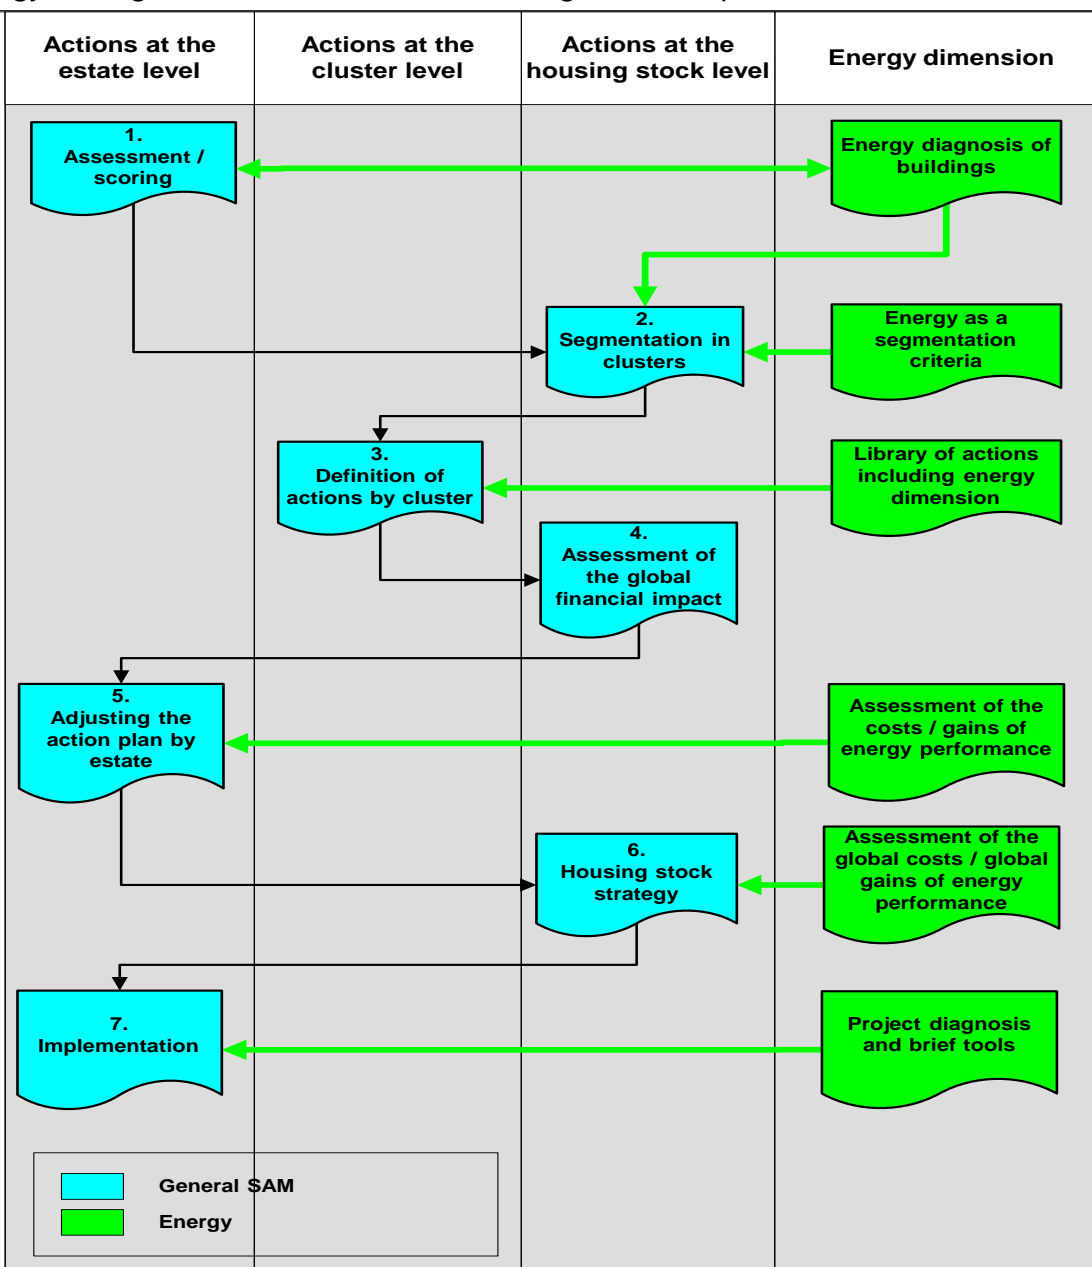 Actions at the
estate level
Actions at the
cluster level
Actions at the
housing stock level
Energy dimension
1.
Assessment /
scoring
Energy diagnosis of
buildings
2.
Segmentation in
clusters
Energy as a
segmentation
criteria
3.
Definition of
actions by cluster
Library of actions
including energy
dimension
4.
Assessment of
the global
financial impact
5.
Adjusting the
action plan by
estate
Assessment of the
costs / gains of
energy performance
6.
Housing stock
strategy
Assessment of the
global costs / global
gains of energy
performance
7.
Implementation
Project diagnosis
and brief tools
General SAM
Energy